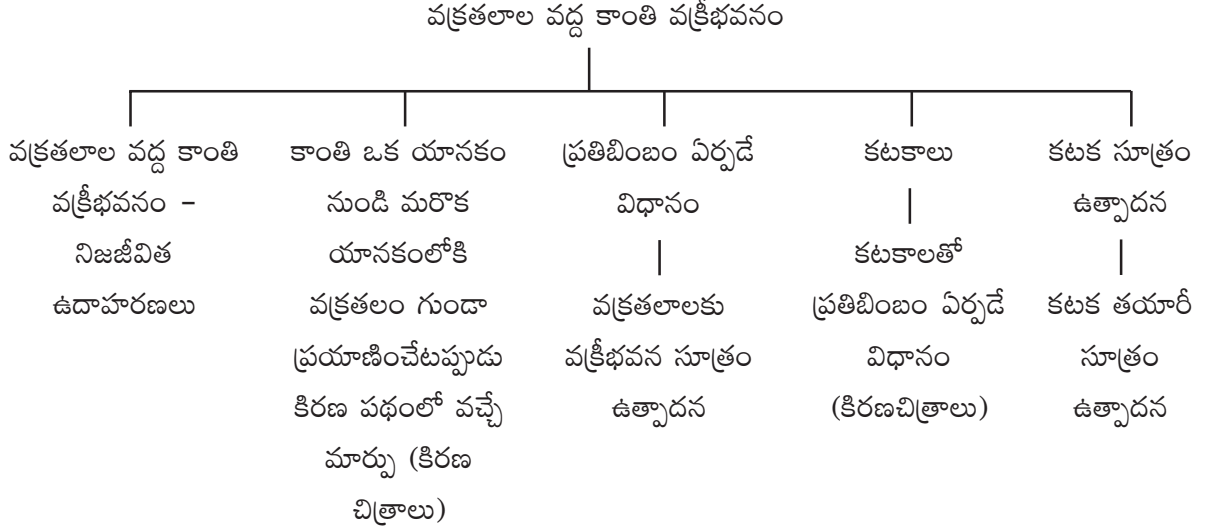 వక్రతలాల వద్ద కాంతి వక్రీభవనం
వక్రతలాల వద్ద కాంతి
వక్రీభవనం –
నిజజీవిత
ఉదాహరణలు
కాంతి ఒక యానకం
నుండి మరొక
యానకంలోకి
వక్రతలం గుండా
ప్రయాణించేటప్పుడు
కిరణ పథంలో వచ్చే
మార్పు (కిరణ
చిత్రాలు)
ప్రతిబింబం ఏర్పడే
విధానం
వక్రతలాలకు
వక్రీభవన సూత్రం
ఉత్పాదన
కటకాలు
కటకాలతో
ప్రతిబింబం ఏర్పడే
విధానం
(కిరణచిత్రాలు)
కటక సూత్రం
ఉత్పాదన
కటక తయారీ
సూత్రం
ఉత్పాదన